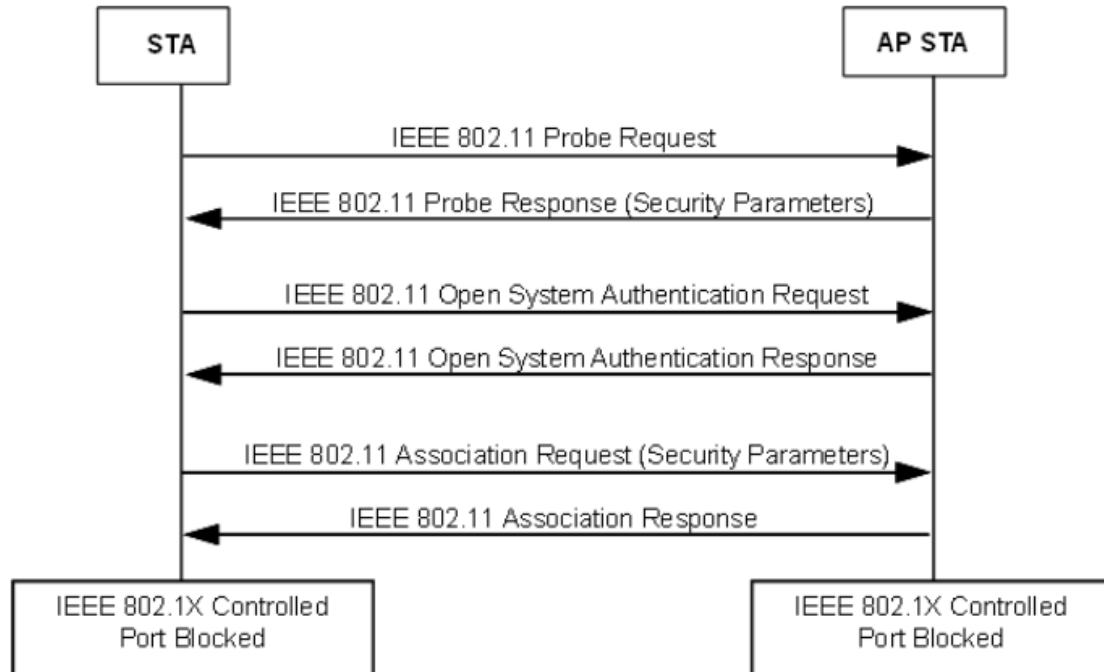 STA
AP STA
IEEE 802.11 Probe Request
IEEE 802.11 Probe Response (Security Parameters)
IEEE 802.11 Open System Authentication Request
IEEE 802.11 Open System Authentication Response
IEEE 802.11 Association Request (Security Parameters)
IEEE 802.11 Association Response
IEEE 802.1X Controlled
Port Blocked
IEEE 802.1X Controlled
Port Blocked